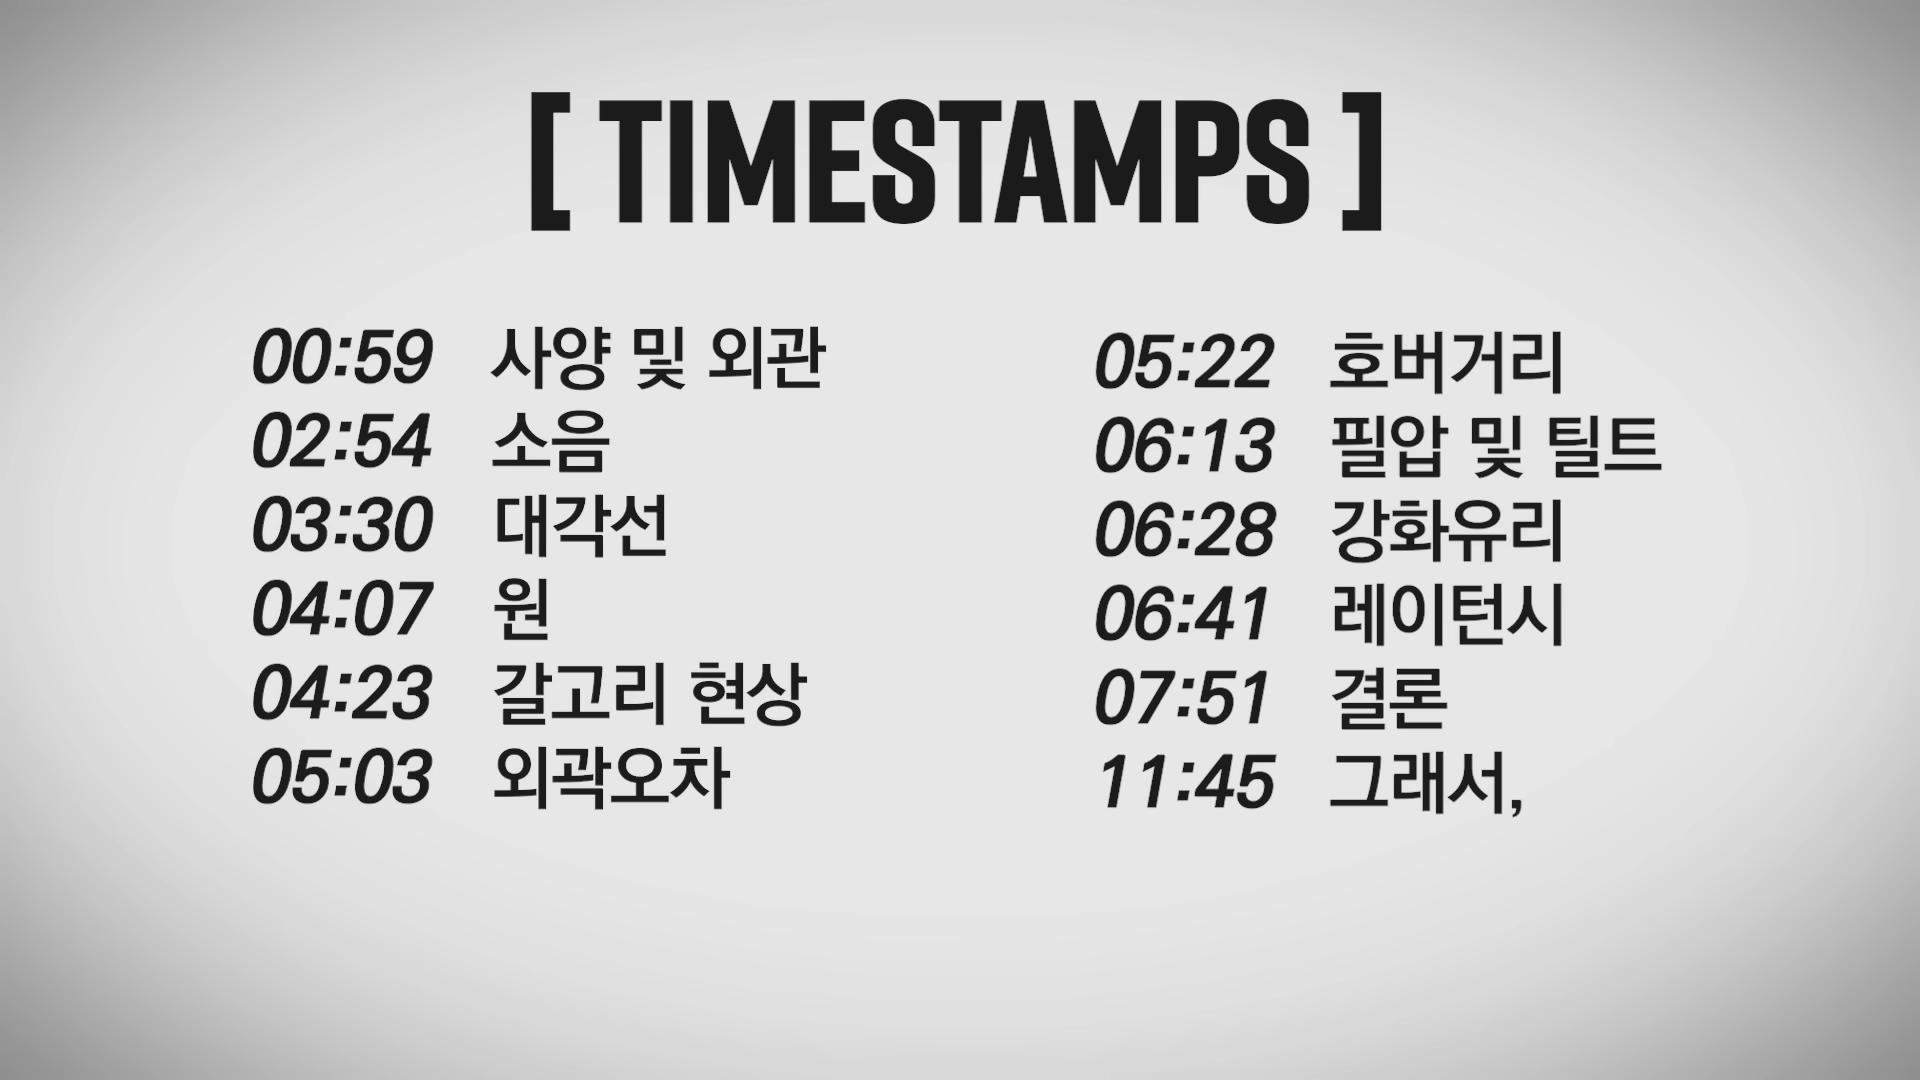 [ TIMESTAMPS ]
00:59 사양 및 외관
02:54 소음
03:30 대각선
04:07 원
04:23 갈고리 현상
05:03 외곽오차
05:22 호버거리
06:13 필압 및 틸트
06:28 강화유리
06:41 레이턴시
07:51 결론
11:45 그래서,